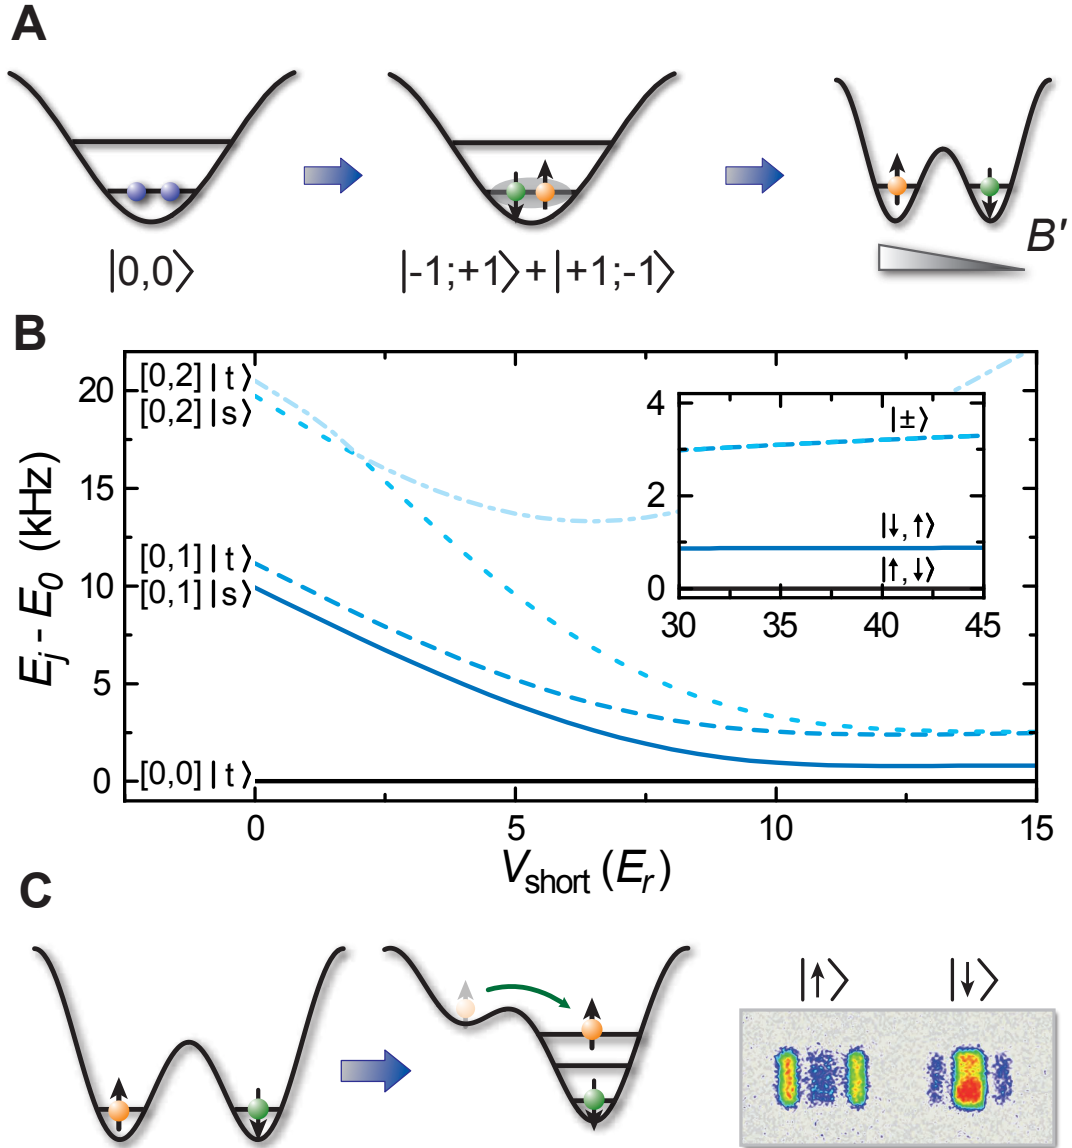 A
|0,0⟩
|-1;+1⟩+|+1;-1⟩
B'
B
[0,2]|t⟩
[0,2]|s⟩
[0,1]|t⟩
[0,1]|s⟩
[0,0]|t⟩
20
15
10
5
0
E_j - E_0 (kHz)
4
2
0
|±⟩
|↓,↑⟩
|↑,↓⟩
30 35 40 45
0 5 10 15
V_short (E_r)
C
|↑⟩ |↓⟩